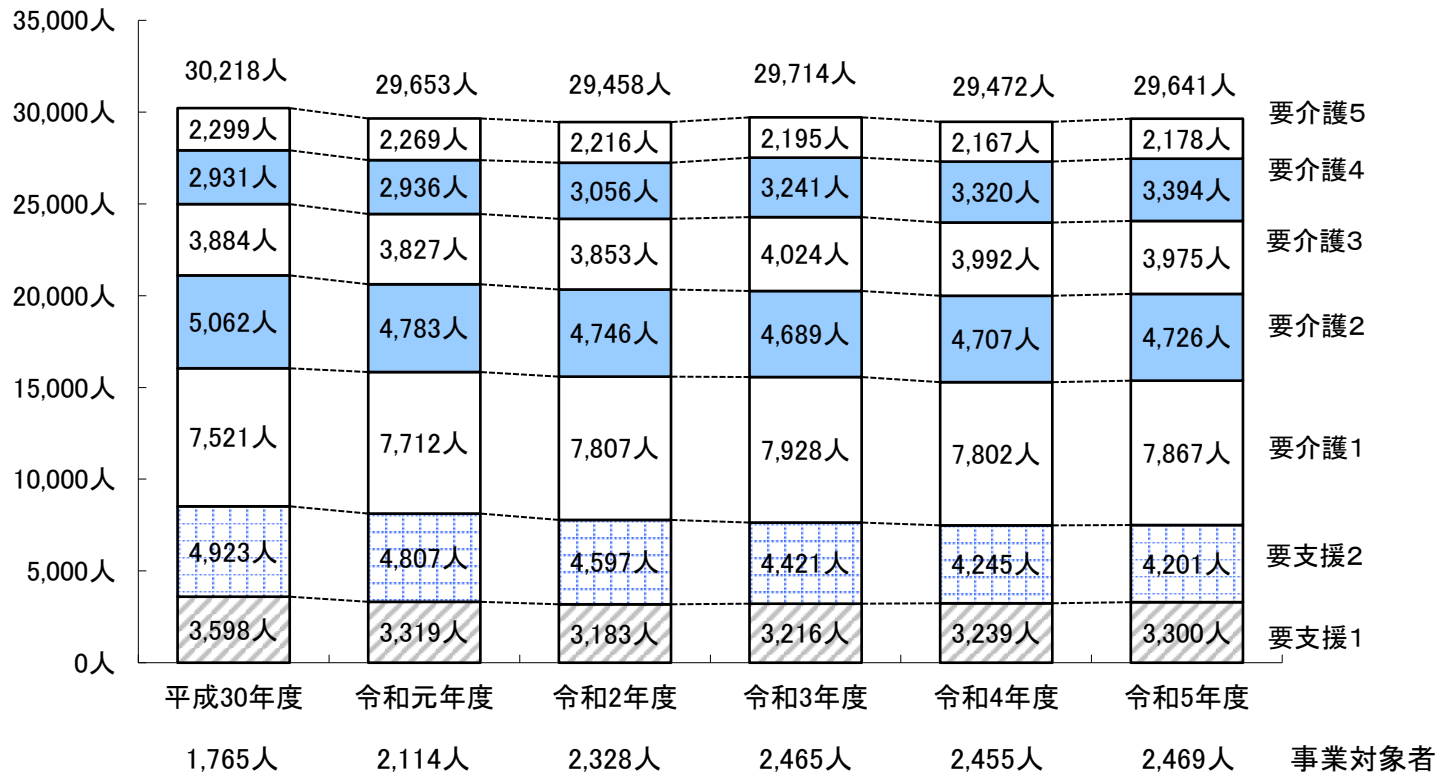 35,000人
30,218人 29,653人 29,458人 29,714人 29,472人 29,641人
30,000人
要介護5
2,299人 2,269人 2,216人 2,195人 2,167人 2,178人
2,931人 2,936人 3,056人 3,241人 3,320人 3,394人 要介護4
25,000人
3,884人 3,827人 3,853人 4,024人 3,992人 3,975人 要介護3
20,000人
5,062人 4,783人 4,746人 4,689人 4,707人 4,726人 要介護2
15,000人
7,521人 7,712人 7,807人 7,928人 7,802人 7,867人 要介護1
10,000人
4,923人 4,807人 4,597人 4,421人 4,245人 4,201人 要支援2
5,000人
3,598人 3,319人 3,183人 3,216人 3,239人 3,300人 要支援1
0人
平成30年度 令和元年度 令和2年度 令和3年度 令和4年度 令和5年度
1,765人 2,114人 2,328人 2,465人 2,455人 2,469人 事業対象者